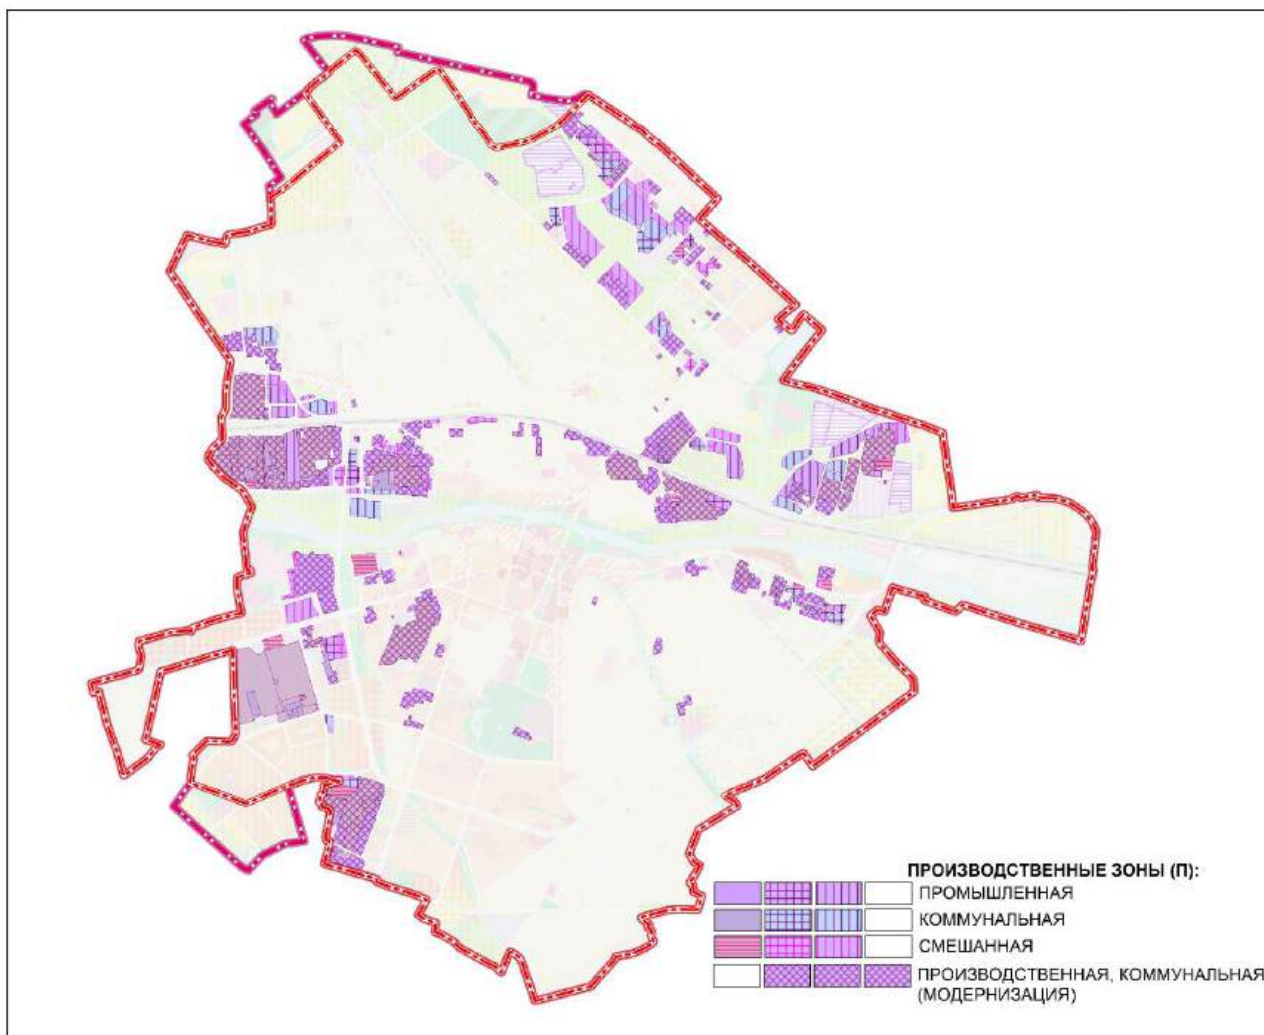 ПРОИЗВОДСТВЕННЫЕ ЗОНЫ (П):
ПРОМЫШЛЕННАЯ
КОММУНАЛЬНАЯ
СМЕШАННАЯ
ПРОИЗВОДСТВЕННАЯ, КОММУНАЛЬНАЯ
(МОДЕРНИЗАЦИЯ)